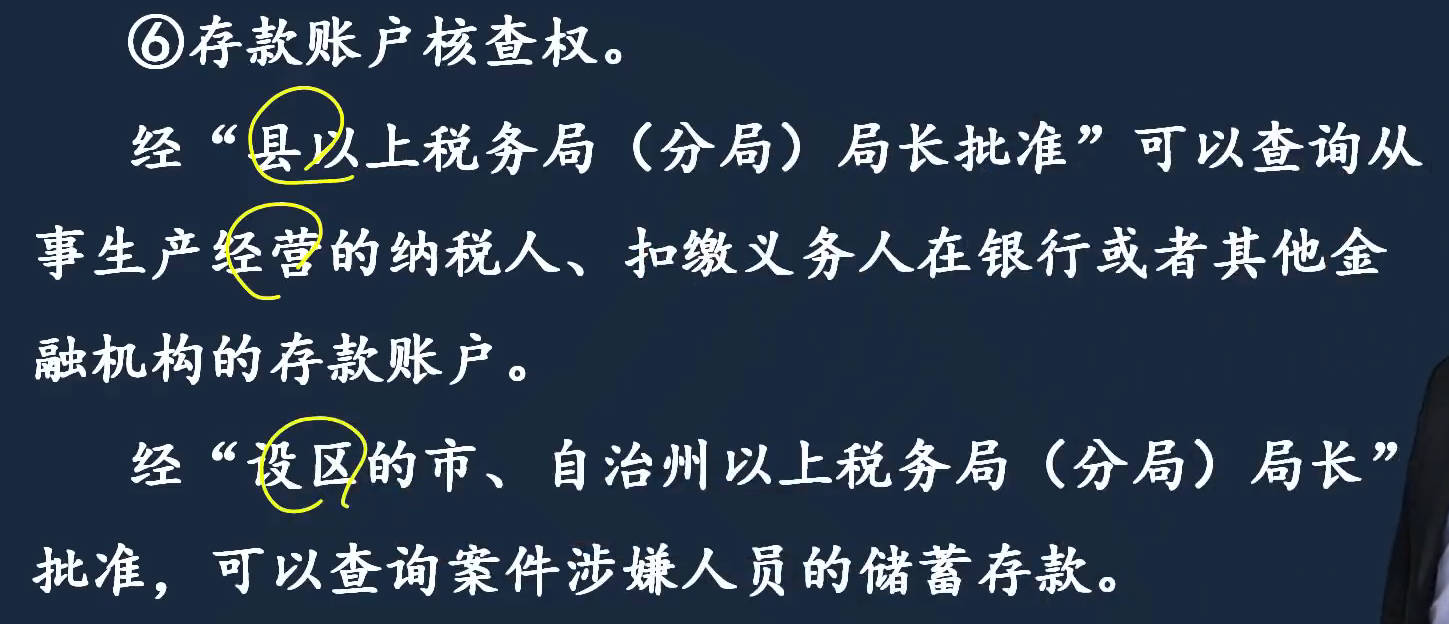 ⑥存款账户核查权。
经“县以上税务局（分局）局长批准”可以查询从
事生产经营的纳税人、扣缴义务人在银行或者其他金
融机构的存款账户。
经“设区的市、自治州以上税务局（分局）局长”
批准，可以查询案件涉嫌人员的储蓄存款。